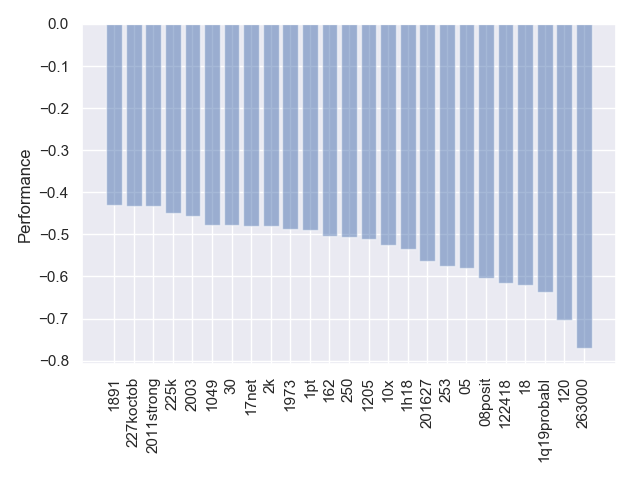 0.0
−0.1
−0.2
−0.3
−0.4
−0.5
−0.6
−0.7
−0.8
Performance
1891
227koctob
2011strong
225k
2003
1049
30
17net
2k
1973
1pt
162
250
1205
10x
1h18
201627
253
05
08posit
122418
18
1q19probabl
120
263000